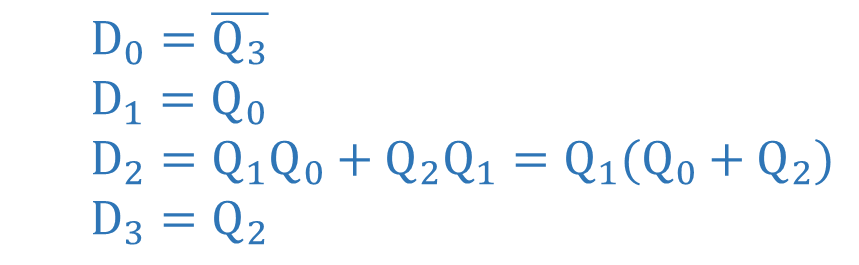 D₀ = Q̅₃̅
D₁ = Q₀
D₂ = Q₁Q₀ + Q₂Q₁ = Q₁(Q₀ + Q₂)
D₃ = Q₂